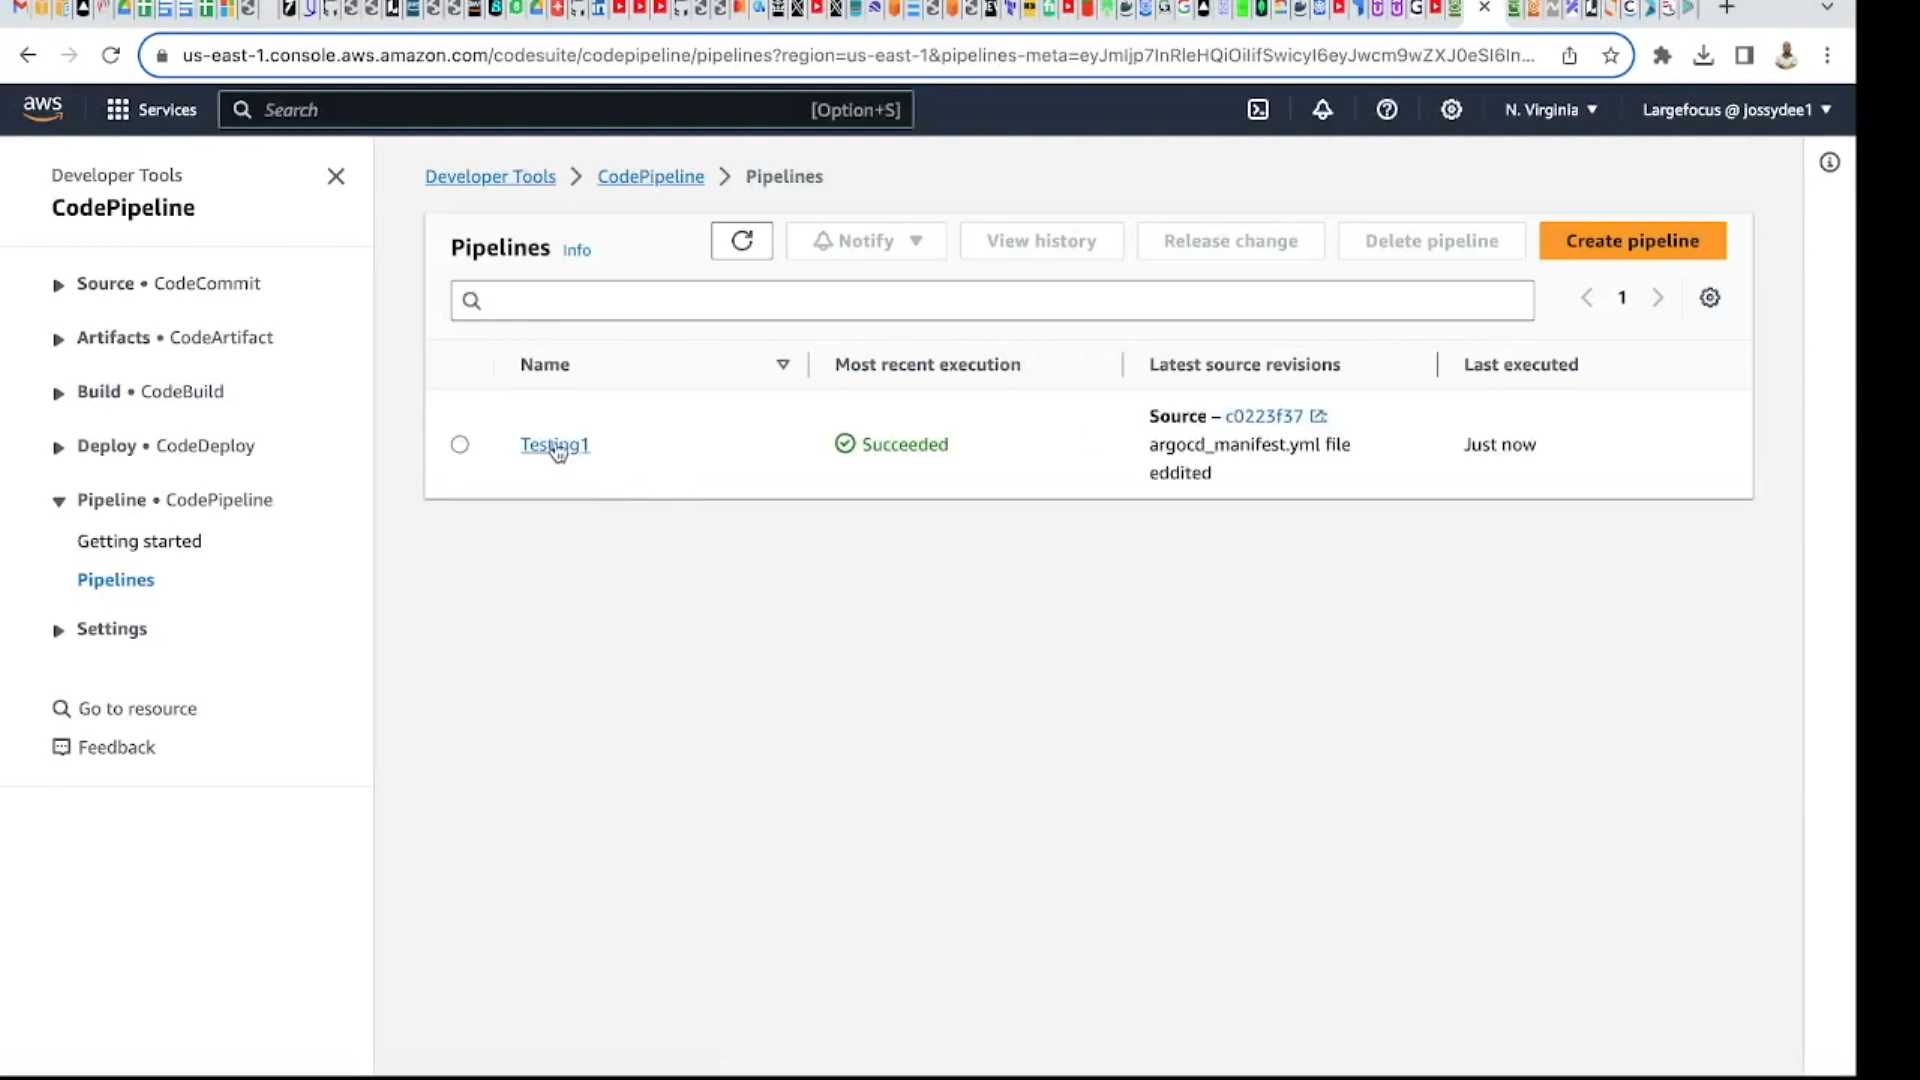 us-east-1.console.aws.amazon.com/codesuite/codepipeline/pipelines?region=us-east-1&pipelines-meta=eyJmIjp7InRleHQiOiIifSwicyI6eyJwcm9wZXJ0eSI6In...
aws
Services
Search
[Option+S]
N. Virginia
Largefocus @ jossydee1
Developer Tools
CodePipeline
Source • CodeCommit
Artifacts • CodeArtifact
Build • CodeBuild
Deploy • CodeDeploy
Pipeline • CodePipeline
Getting started
Pipelines
Settings
Go to resource
Feedback
Developer Tools > CodePipeline > Pipelines
Pipelines Info
Notify
View history
Release change
Delete pipeline
Create pipeline
1
Name
Most recent execution
Latest source revisions
Last executed
Testing1
Succeeded
Source – c0223f37
argocd_manifest.yml file
eddited
Just now